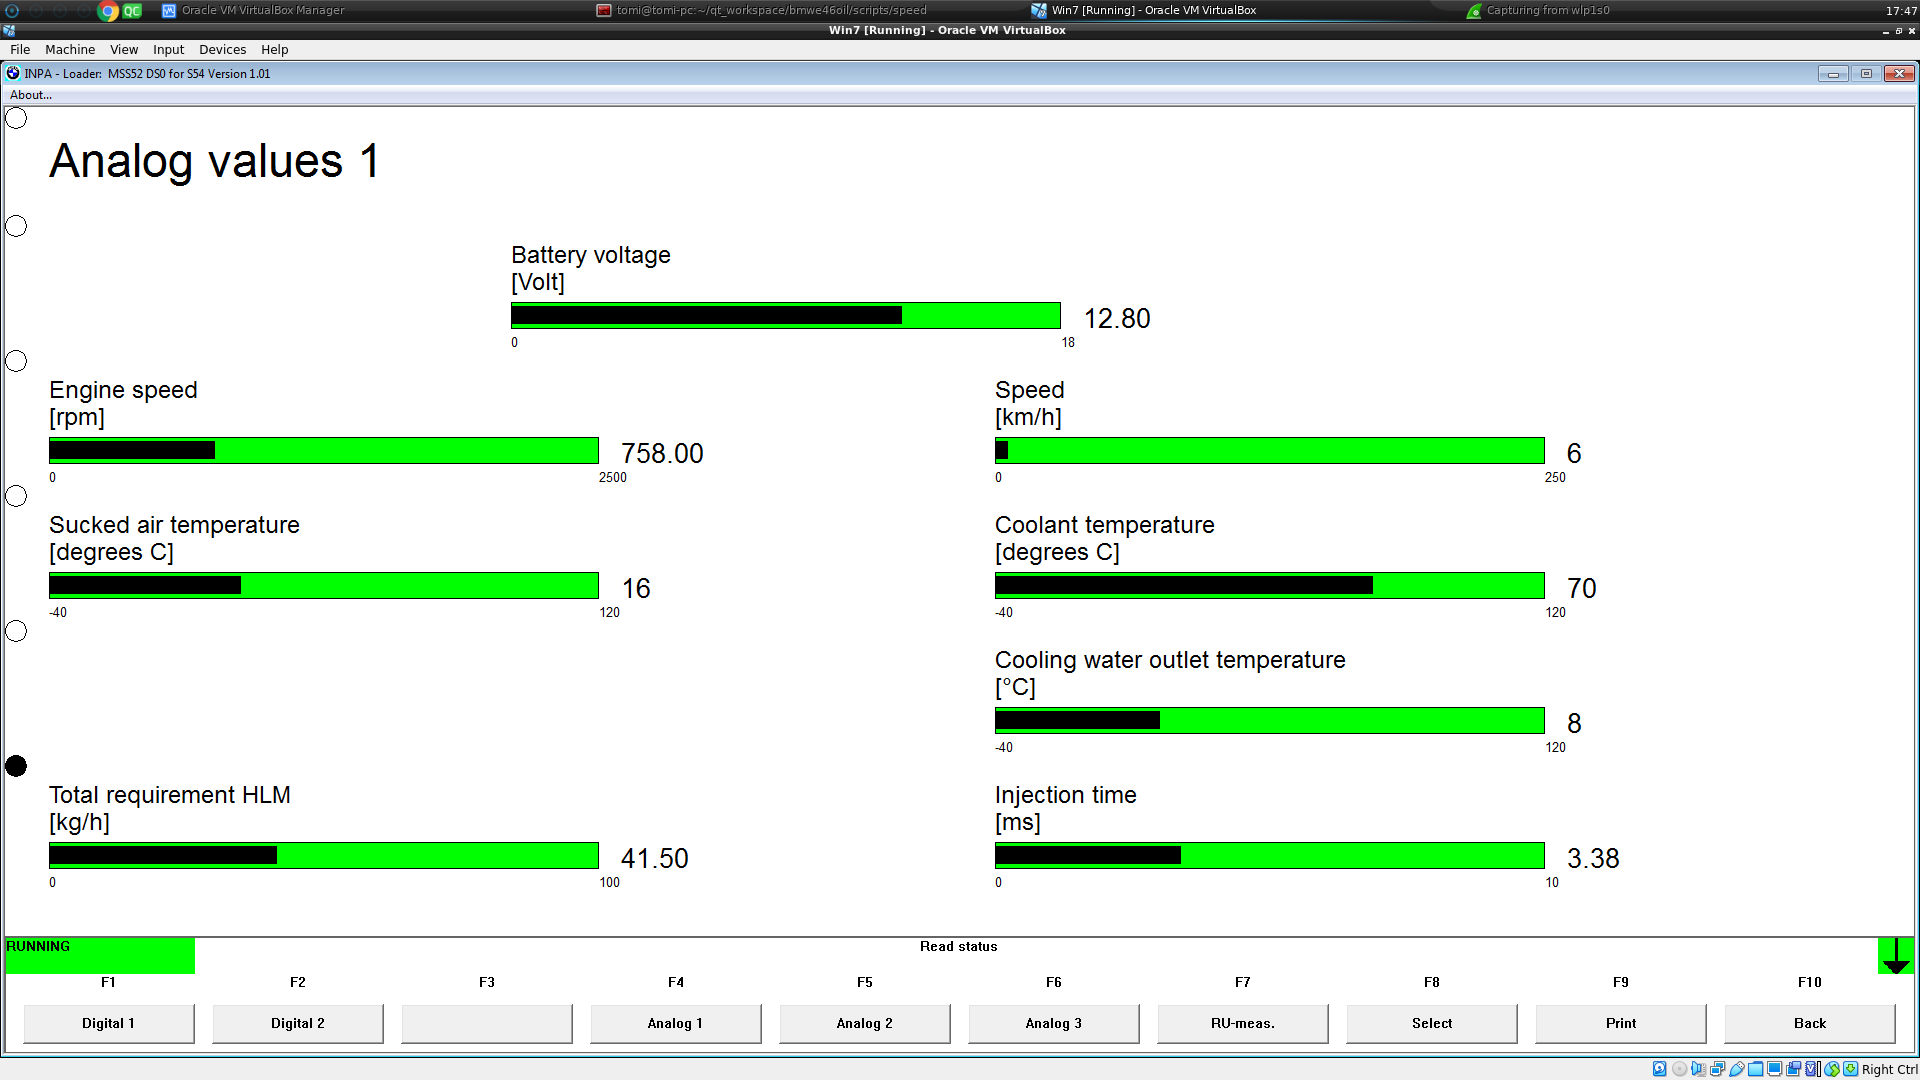 QC
Oracle VM VirtualBox Manager
tomi@tomi-pc:~/qt_workspace/bmwe46oil/scripts/speed
Win7 [Running] - Oracle VM VirtualBox
Capturing from wlp1s0
17:47
Win7 [Running] - Oracle VM VirtualBox
File Machine View Input Devices Help
INPA - Loader: MSS52 DS0 for S54 Version 1.01
About...
Analog values 1
Battery voltage
[Volt]
12.80
0 18
Engine speed
[rpm]
758.00
0 2500
Speed
[km/h]
6
0 250
Sucked air temperature
[degrees C]
16
-40 120
Coolant temperature
[degrees C]
70
-40 120
Cooling water outlet temperature
[°C]
8
-40 120
Total requirement HLM
[kg/h]
41.50
0 100
Injection time
[ms]
3.38
0 10
RUNNING
Read status
F1 F2 F3 F4 F5 F6 F7 F8 F9 F10
Digital 1 Digital 2 Analog 1 Analog 2 Analog 3 RU-meas. Select Print Back
Right Ctrl